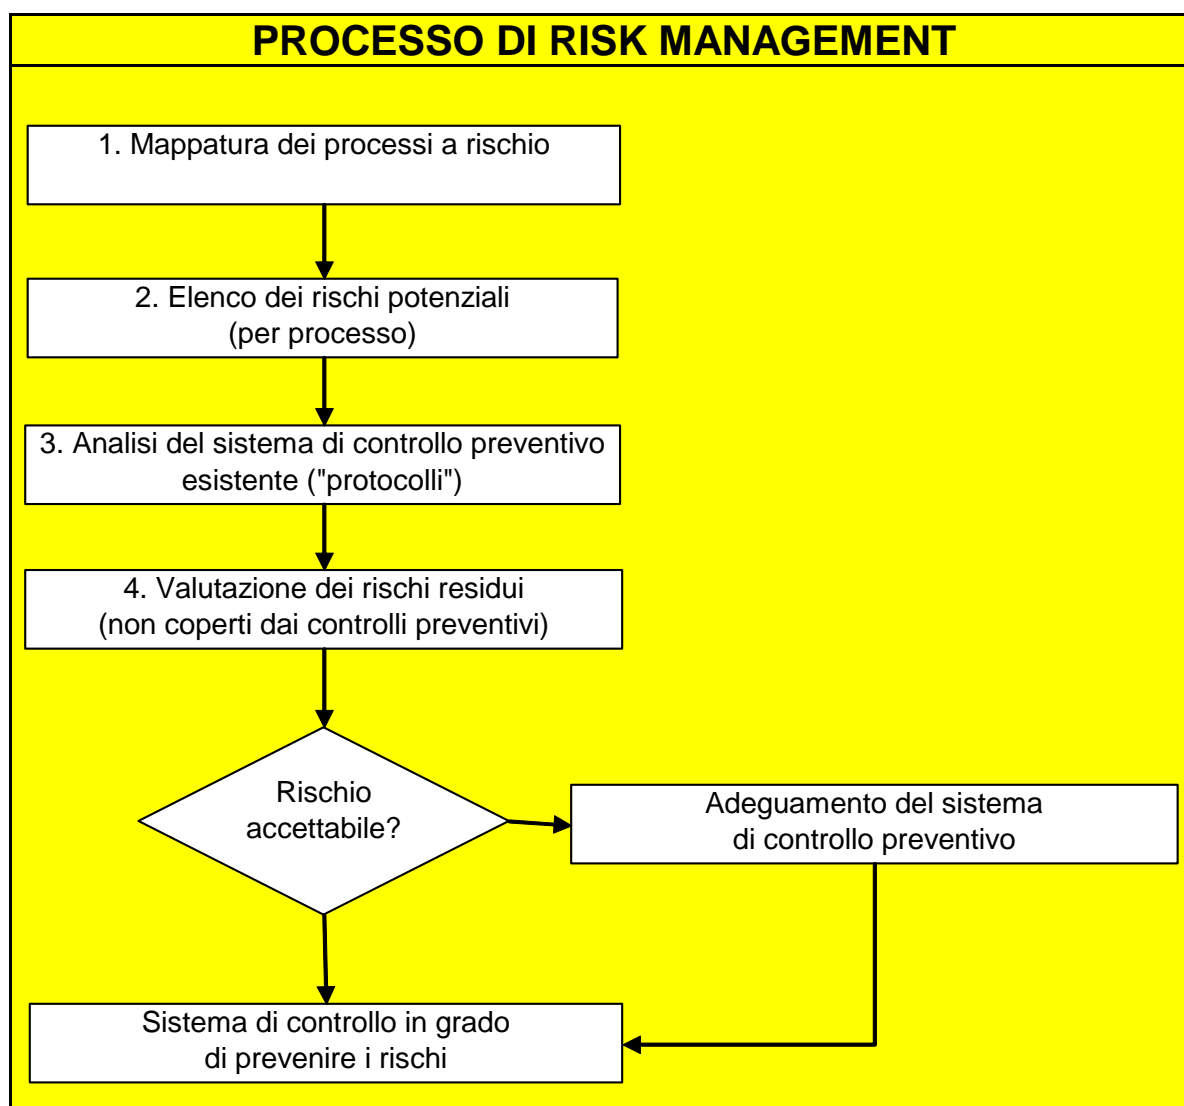 PROCESSO DI RISK MANAGEMENT
1. Mappatura dei processi a rischio
2. Elenco dei rischi potenziali
(per processo)
3. Analisi del sistema di controllo preventivo
esistente ("protocolli")
4. Valutazione dei rischi residui
(non coperti dai controlli preventivi)
Rischio
accettabile?
Adeguamento del sistema
di controllo preventivo
Sistema di controllo in grado
di prevenire i rischi